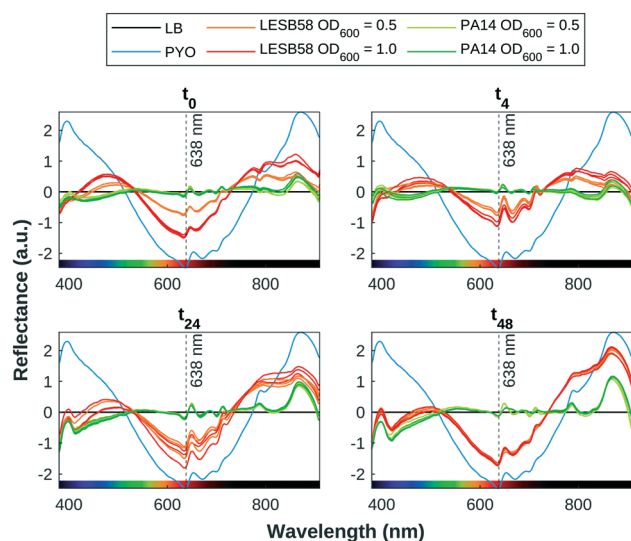 LB
LESB58 OD600 = 0.5
PA14 OD600 = 0.5
PYO
LESB58 OD600 = 1.0
PA14 OD600 = 1.0
t0
t4
2
1
0
-1
-2
638 nm
400
600
800
2
1
0
-1
-2
638 nm
400
600
800
t24
t48
2
1
0
-1
-2
638 nm
400
600
800
2
1
0
-1
-2
638 nm
400
600
800
Reflectance (a.u.)
Wavelength (nm)